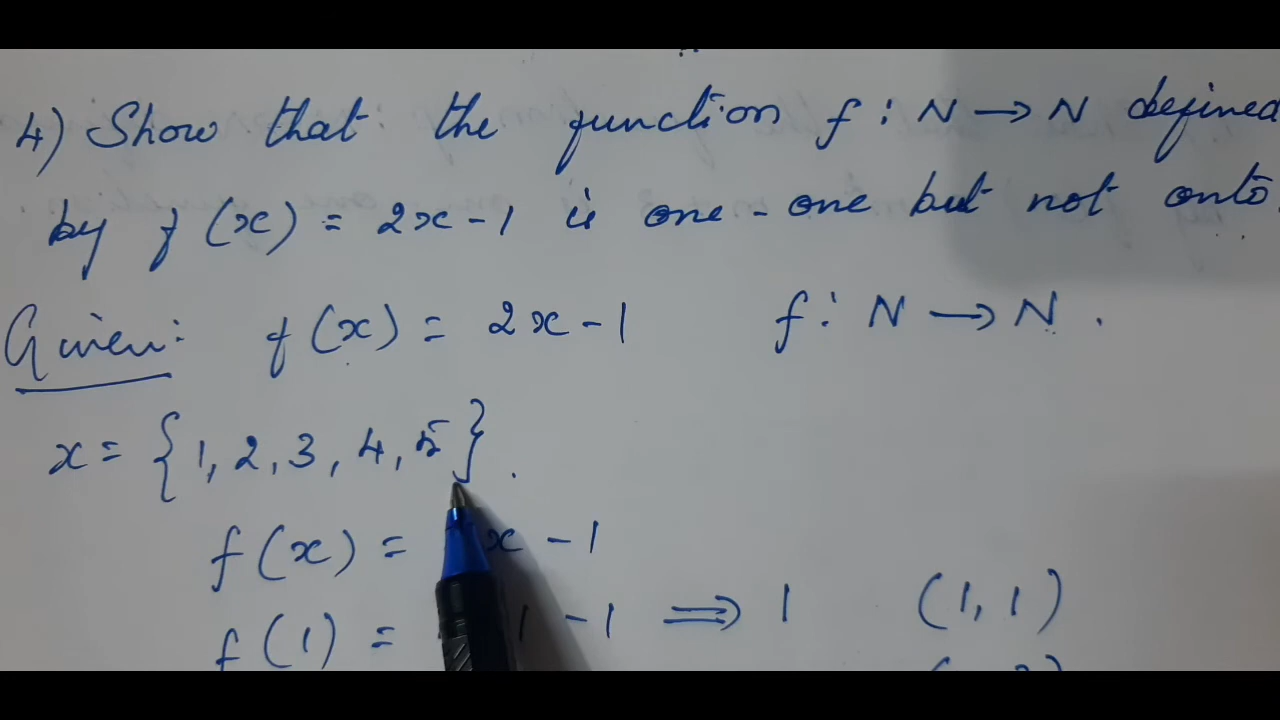 4) Show that the function f : N → N defined
by f(x) = 2x - 1 is one-one but not onto.
Given: f(x) = 2x - 1 f : N → N .
x = {1, 2, 3, 4, 5} .
f(x) = x - 1
f(1) = 1 - 1 ⟹ 1 (1, 1)